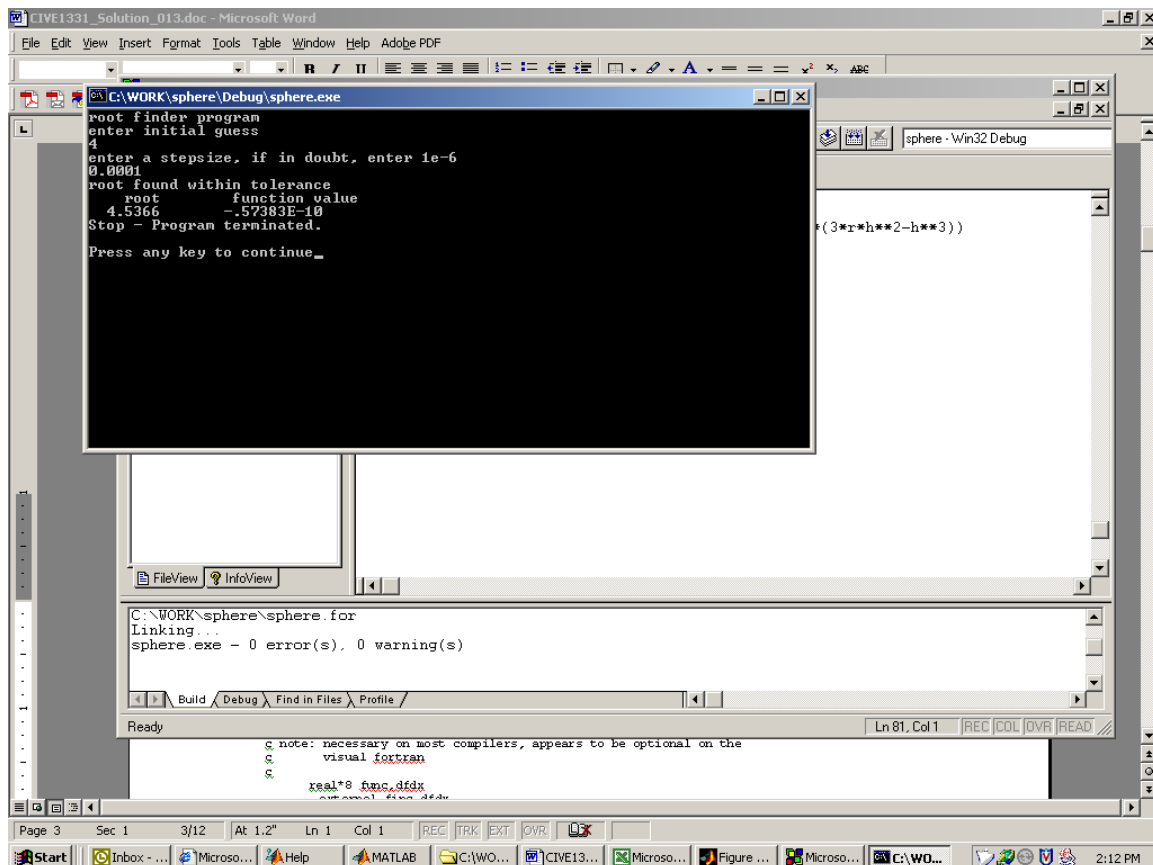 CIVE1331_Solution_013.doc - Microsoft Word
File Edit View Insert Format Tools Table Window Help Adobe PDF
C:\WORK\sphere\Debug\sphere.exe
root finder program
enter initial guess
4
enter a stepsize, if in doubt, enter 1e-6
0.0001
root found within tolerance
root function value
4.5366 -.57383E-10
Stop - Program terminated.
Press any key to continue_
sphere - Win32 Debug
*(3*r*h**2-h**3))
FileView InfoView
C:\WORK\sphere\sphere.for
Linking...
sphere.exe - 0 error(s), 0 warning(s)
Build Debug Find in Files Profile
Ready Ln 81, Col 1 REC COL OVR READ
c note: necessary on most compilers, appears to be optional on the
c visual fortran
c
real*8 func,dfdx
Page 3 Sec 1 3/12 At 1.2" Ln 1 Col 1 REC TRK EXT OVR
Start Inbox - ... Microso... Help MATLAB C:\WO... CIVE13... Microso... Figure ... Microso... C:\WO... 2:12 PM